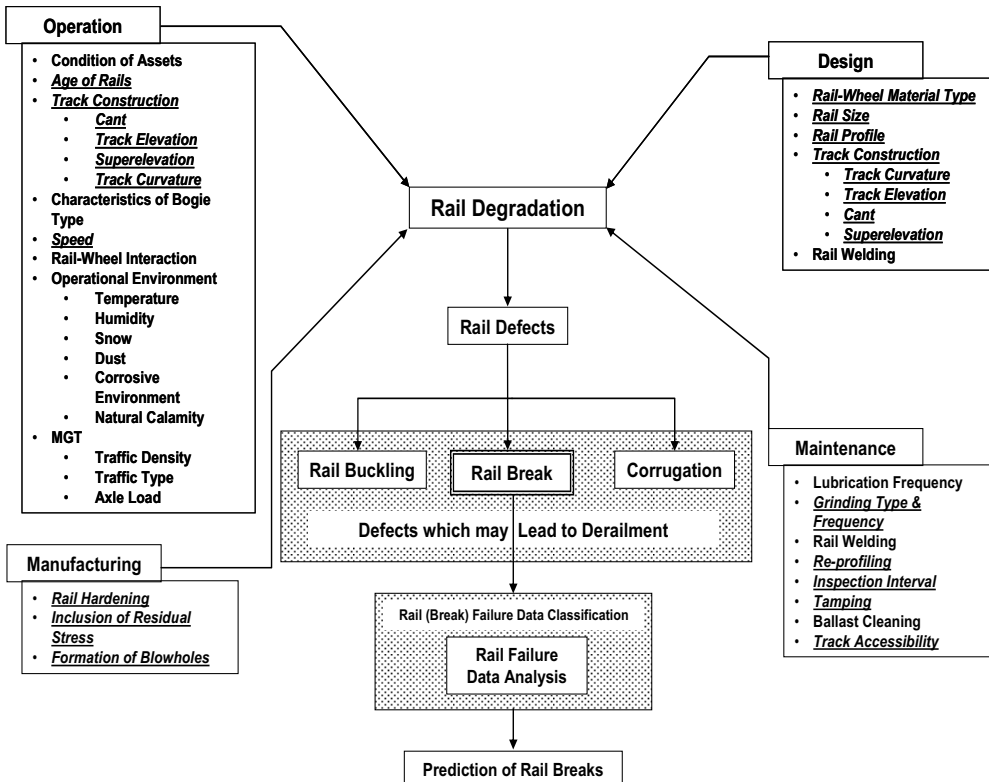 Operation
• Condition of Assets
• Age of Rails
• Track Construction
• Cant
• Track Elevation
• Superelevation
• Track Curvature
• Characteristics of Bogie
Type
• Speed
• Rail-Wheel Interaction
• Operational Environment
• Temperature
• Humidity
• Snow
• Dust
• Corrosive
Environment
• Natural Calamity
• MGT
• Traffic Density
• Traffic Type
• Axle Load
Design
• Rail-Wheel Material Type
• Rail Size
• Rail Profile
• Track Construction
• Track Curvature
• Track Elevation
• Cant
• Superelevation
• Rail Welding
Rail Degradation
Rail Defects
Rail Buckling
Rail Break
Corrugation
Defects which may Lead to Derailment
Manufacturing
• Rail Hardening
• Inclusion of Residual
Stress
• Formation of Blowholes
Maintenance
• Lubrication Frequency
• Grinding Type &
Frequency
• Rail Welding
• Re-profiling
• Inspection Interval
• Tamping
• Ballast Cleaning
• Track Accessibility
Rail (Break) Failure Data Classification
Rail Failure
Data Analysis
Prediction of Rail Breaks